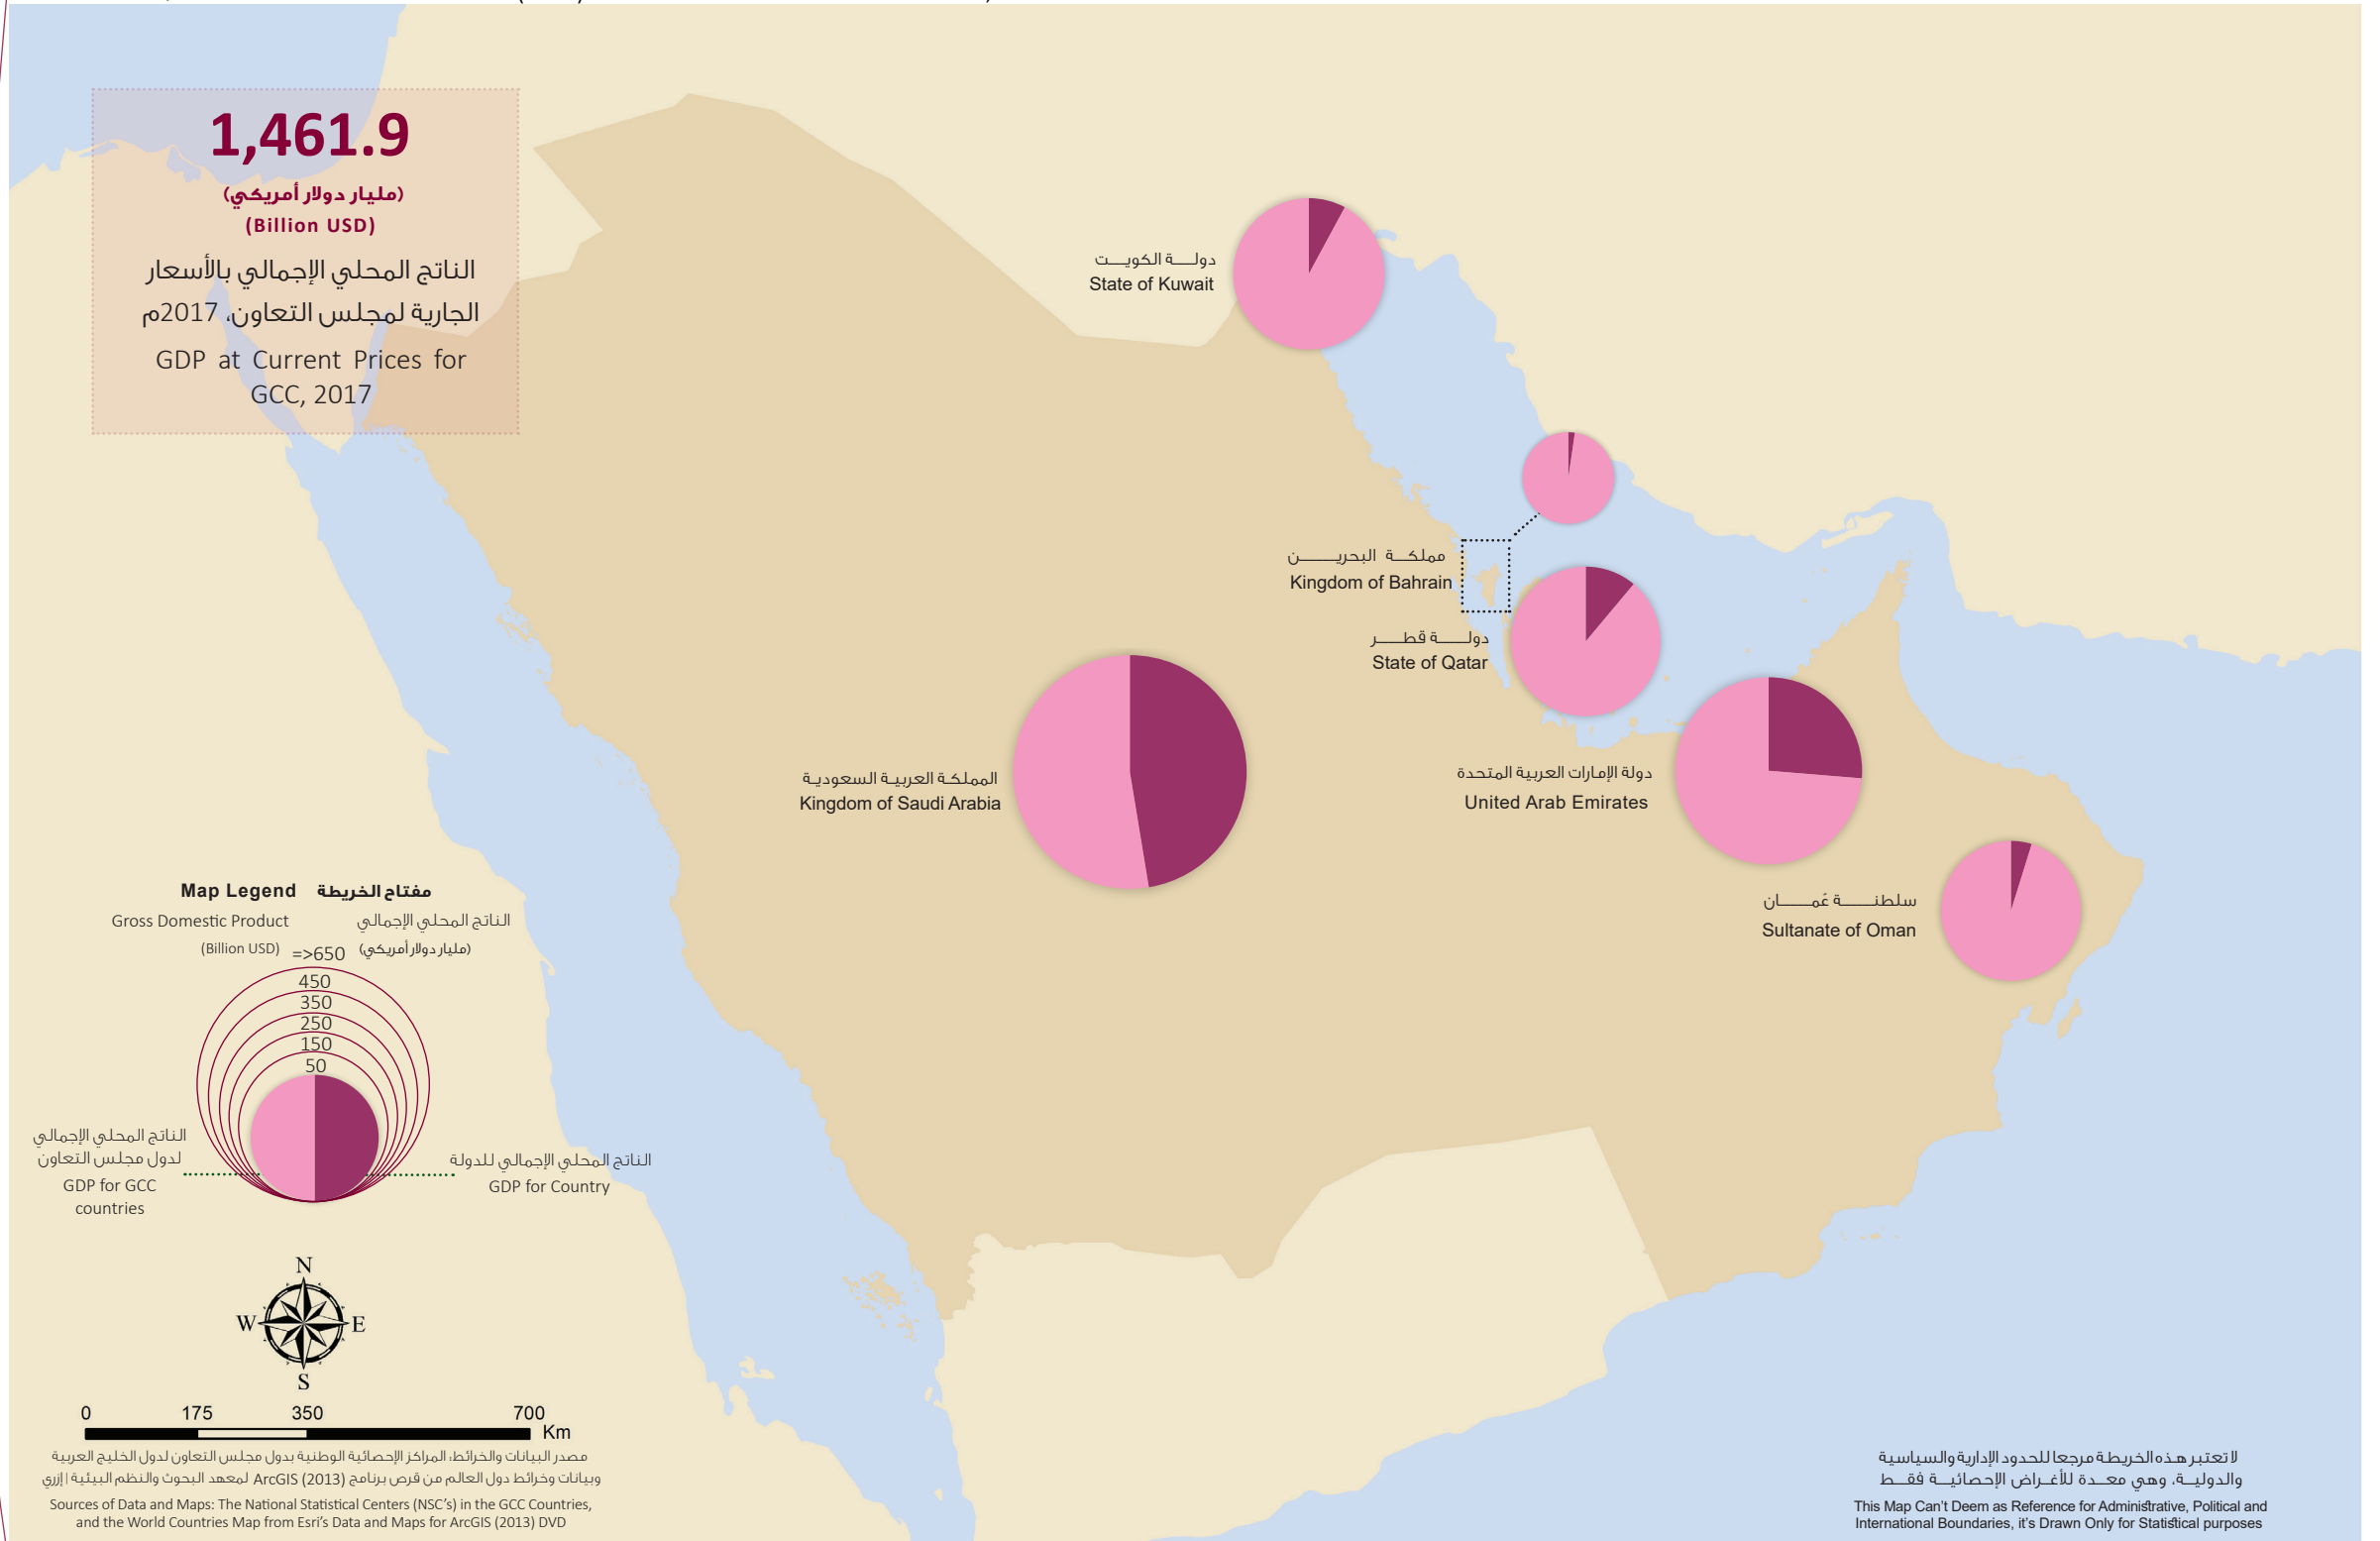 1,461.9
(مليار دولار أمريكي)
(Billion USD)
الناتج المحلي الإجمالي بالأسعار
الجارية لمجلس التعاون، 2017م
GDP at Current Prices for
GCC, 2017
دولـــة الكويـــت
State of Kuwait
مملكـــة البحريـــــن
Kingdom of Bahrain
دولـــــة قطـــــر
State of Qatar
المملكـة العربيـة السعوديـة
Kingdom of Saudi Arabia
دولة الإمارات العربية المتحدة
United Arab Emirates
سلطنـــــة عُمـــــان
Sultanate of Oman
Map Legend مفتاح الخريطة
Gross Domestic Product الناتج المحلي الإجمالي
(Billion USD) (مليار دولار أمريكي)
=>650
450
350
250
150
50
الناتج المحلي الإجمالي
لدول مجلس التعاون
GDP for GCC
countries
الناتج المحلي الإجمالي للدولة
GDP for Country
N
W E
S
0 175 350 700
Km
مصدر البيانات والخرائط: المراكز الإحصائية الوطنية بدول مجلس التعاون لدول الخليج العربية
وبيانات وخرائط دول العالم من قرص برنامج ArcGIS (2013) لمعهد البحوث والنظم البيئية | إزري
Sources of Data and Maps: The National Statistical Centers (NSC's) in the GCC Countries,
and the World Countries Map from Esri's Data and Maps for ArcGIS (2013) DVD
لا تعتبر هذه الخريطة مرجعا للحدود الإدارية والسياسية
والدوليـــة، وهي معـــدة للأغـراض الإحصائيـــة فقـــط
This Map Can't Deem as Reference for Administrative, Political and
International Boundaries, it's Drawn Only for Statistical purposes